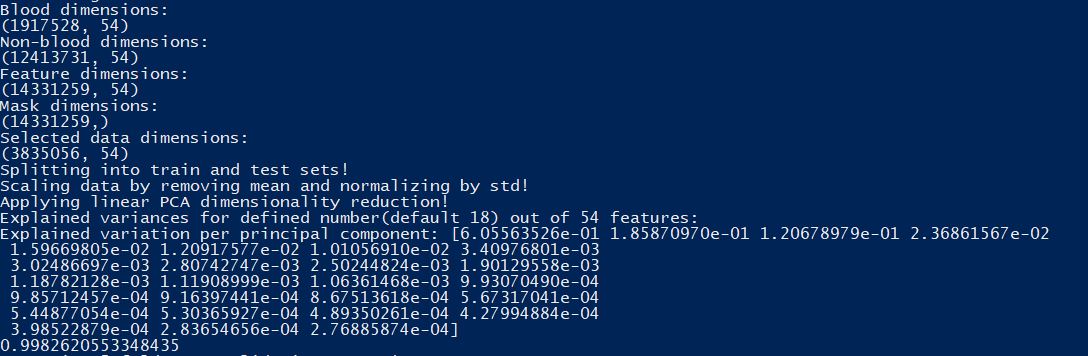 Blood dimensions:
(1917528, 54)
Non-blood dimensions:
(12413731, 54)
Feature dimensions:
(14331259, 54)
Mask dimensions:
(14331259,)
Selected data dimensions:
(3835056, 54)
Splitting into train and test sets!
Scaling data by removing mean and normalizing by std!
Applying linear PCA dimensionality reduction!
Explained variances for defined number(default 18) out of 54 features:
Explained variation per principal component: [6.05563526e-01 1.85870970e-01 1.20678979e-01 2.36861567e-02
1.59669805e-02 1.20917577e-02 1.01056910e-02 3.40976801e-03
3.02486697e-03 2.80742747e-03 2.50244824e-03 1.90129558e-03
1.18782128e-03 1.11908999e-03 1.06361468e-03 9.93070490e-04
9.85712457e-04 9.16397441e-04 8.67513618e-04 5.67317041e-04
5.44877054e-04 5.30365927e-04 4.89350261e-04 4.27994884e-04
3.98522879e-04 2.83654656e-04 2.76885874e-04]
0.9982620553348435